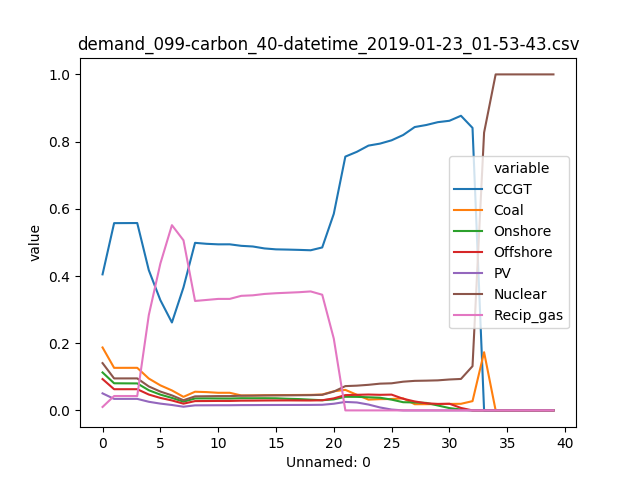 demand_099-carbon_40-datetime_2019-01-23_01-53-43.csv
1.0
0.8
0.6
0.4
0.2
0.0
value
variable
CCGT
Coal
Onshore
Offshore
PV
Nuclear
Recip_gas
0 5 10 15 20 25 30 35 40
Unnamed: 0